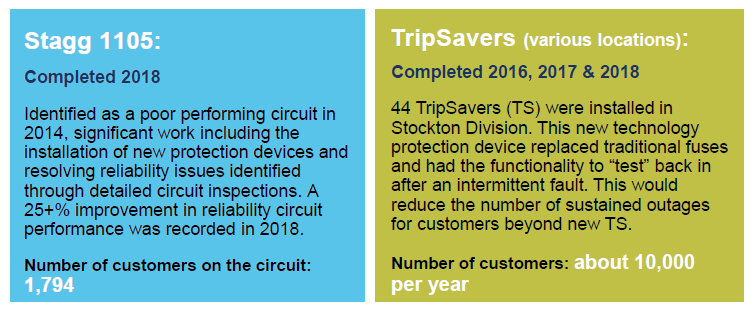 Stagg 1105:
Completed 2018
Identified as a poor performing circuit in
2014, significant work including the
installation of new protection devices and
resolving reliability issues identified
through detailed circuit inspections. A
25+% improvement in reliability circuit
performance was recorded in 2018.
Number of customers on the circuit:
1,794
TripSavers (various locations):
Completed 2016, 2017 & 2018
44 TripSavers (TS) were installed in
Stockton Division. This new technology
protection device replaced traditional fuses
and had the functionality to “test” back in
after an intermittent fault. This would
reduce the number of sustained outages
for customers beyond new TS.
Number of customers: about 10,000
per year